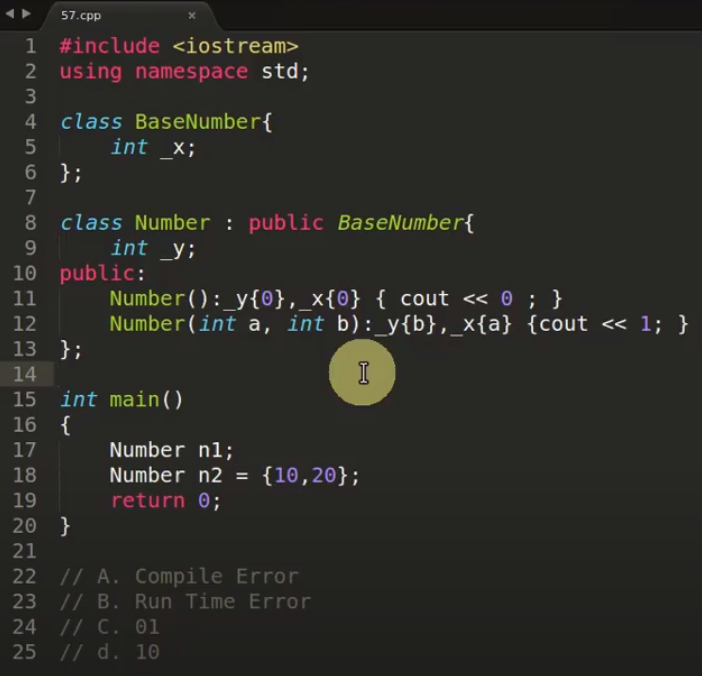 57.cpp ×
1 #include <iostream>
2 using namespace std;
3
4 class BaseNumber{
5     int _x;
6 };
7
8 class Number : public BaseNumber{
9     int _y;
10 public:
11     Number():_y{0},_x{0} { cout << 0 ; }
12     Number(int a, int b):_y{b},_x{a} {cout << 1; }
13 };
14
15 int main()
16 {
17     Number n1;
18     Number n2 = {10,20};
19     return 0;
20 }
21
22 // A. Compile Error
23 // B. Run Time Error
24 // C. 01
25 // d. 10